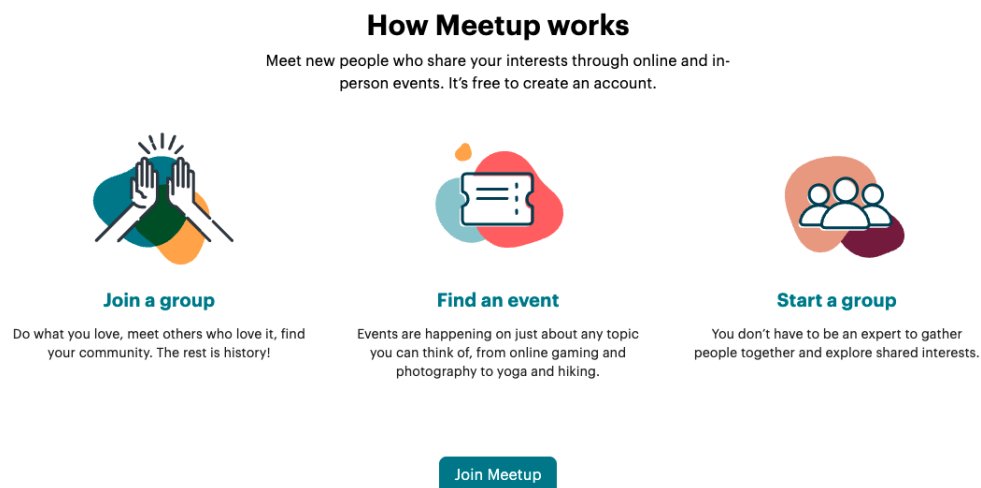 How Meetup works
Meet new people who share your interests through online and in-
person events. It’s free to create an account.
Join a group
Do what you love, meet others who love it, find
your community. The rest is history!
Find an event
Events are happening on just about any topic
you can think of, from online gaming and
photography to yoga and hiking.
Start a group
You don’t have to be an expert to gather
people together and explore shared interests.
Join Meetup